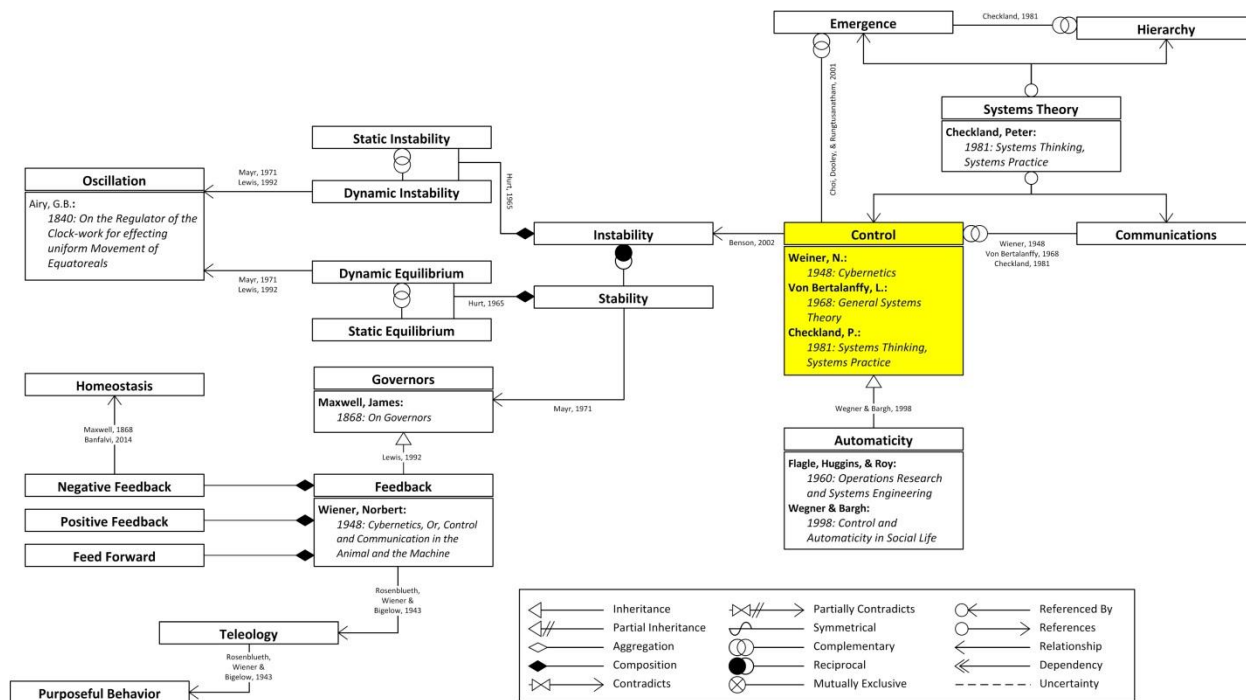 Emergence
Checkland, 1981
Hierarchy
Choi, Dooley, & Rungtusanatham, 2001
Systems Theory
Checkland, Peter:
1981: Systems Thinking,
Systems Practice
Static Instability
Dynamic Instability
Mayr, 1971
Lewis, 1992
Hurt, 1965
Oscillation
Airy, G.B.:
1840: On the Regulator of the
Clock-work for effecting
uniform Movement of
Equatoreals
Instability
Benson, 2002
Control
Weiner, N.:
1948: Cybernetics
Von Bertalanffy, L.:
1968: General Systems
Theory
Checkland, P.:
1981: Systems Thinking,
Systems Practice
Wiener, 1948
Von Bertalanffy, 1968
Checkland, 1981
Communications
Dynamic Equilibrium
Mayr, 1971
Lewis, 1992
Hurt, 1965
Stability
Static Equilibrium
Governors
Maxwell, James:
1868: On Governors
Mayr, 1971
Homeostasis
Maxwell, 1868
Banfalvi, 2014
Lewis, 1992
Wegner & Bargh, 1998
Automaticity
Flagle, Huggins, & Roy:
1960: Operations Research
and Systems Engineering
Wegner & Bargh:
1998: Control and
Automaticity in Social Life
Negative Feedback
Positive Feedback
Feed Forward
Feedback
Wiener, Norbert:
1948: Cybernetics, Or, Control
and Communication in the
Animal and the Machine
Rosenblueth,
Wiener &
Bigelow, 1943
Teleology
Rosenblueth,
Wiener &
Bigelow, 1943
Purposeful Behavior
Inheritance
Partial Inheritance
Aggregation
Composition
Contradicts
Partially Contradicts
Symmetrical
Complementary
Reciprocal
Mutually Exclusive
Referenced By
References
Relationship
Dependency
Uncertainty